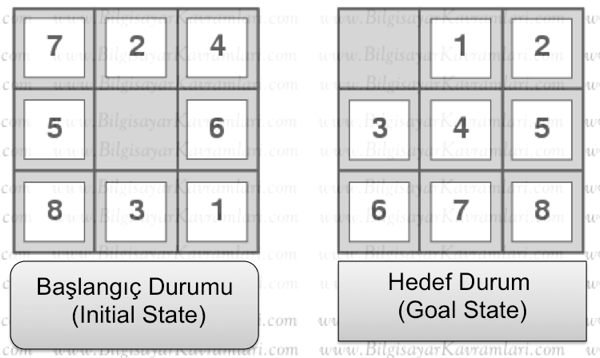 7 2 4
5 6
8 3 1
Başlangıç Durumu
(Initial State)
1 2
3 4 5
6 7 8
Hedef Durum
(Goal State)
www.BilgisayarKavramlari.com